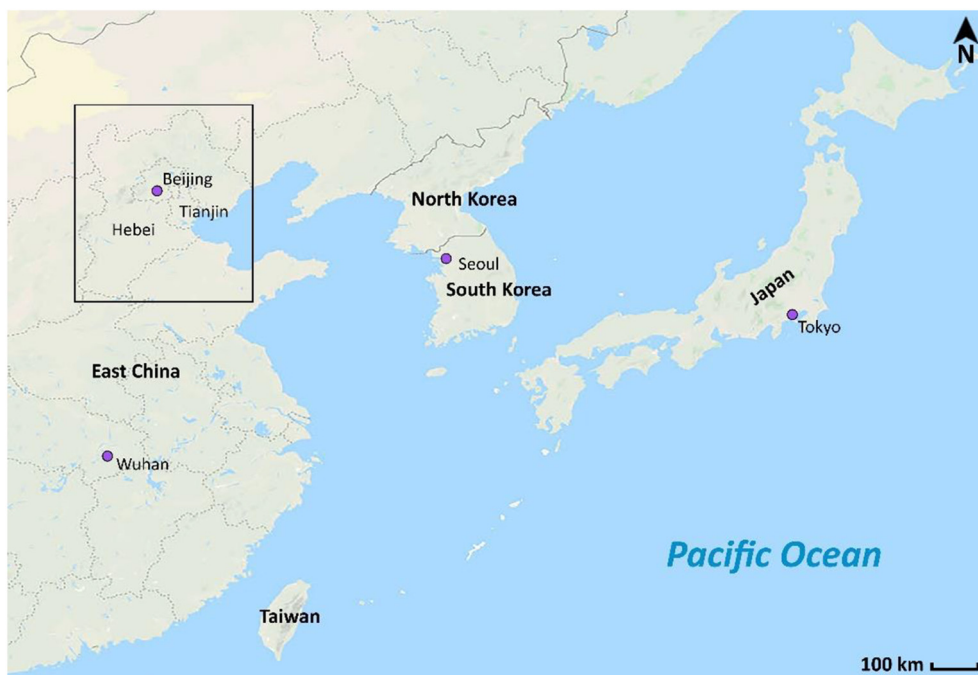 N
Beijing
Tianjin
Hebei
North Korea
Seoul
South Korea
Japan
Tokyo
East China
Wuhan
Pacific Ocean
Taiwan
100 km